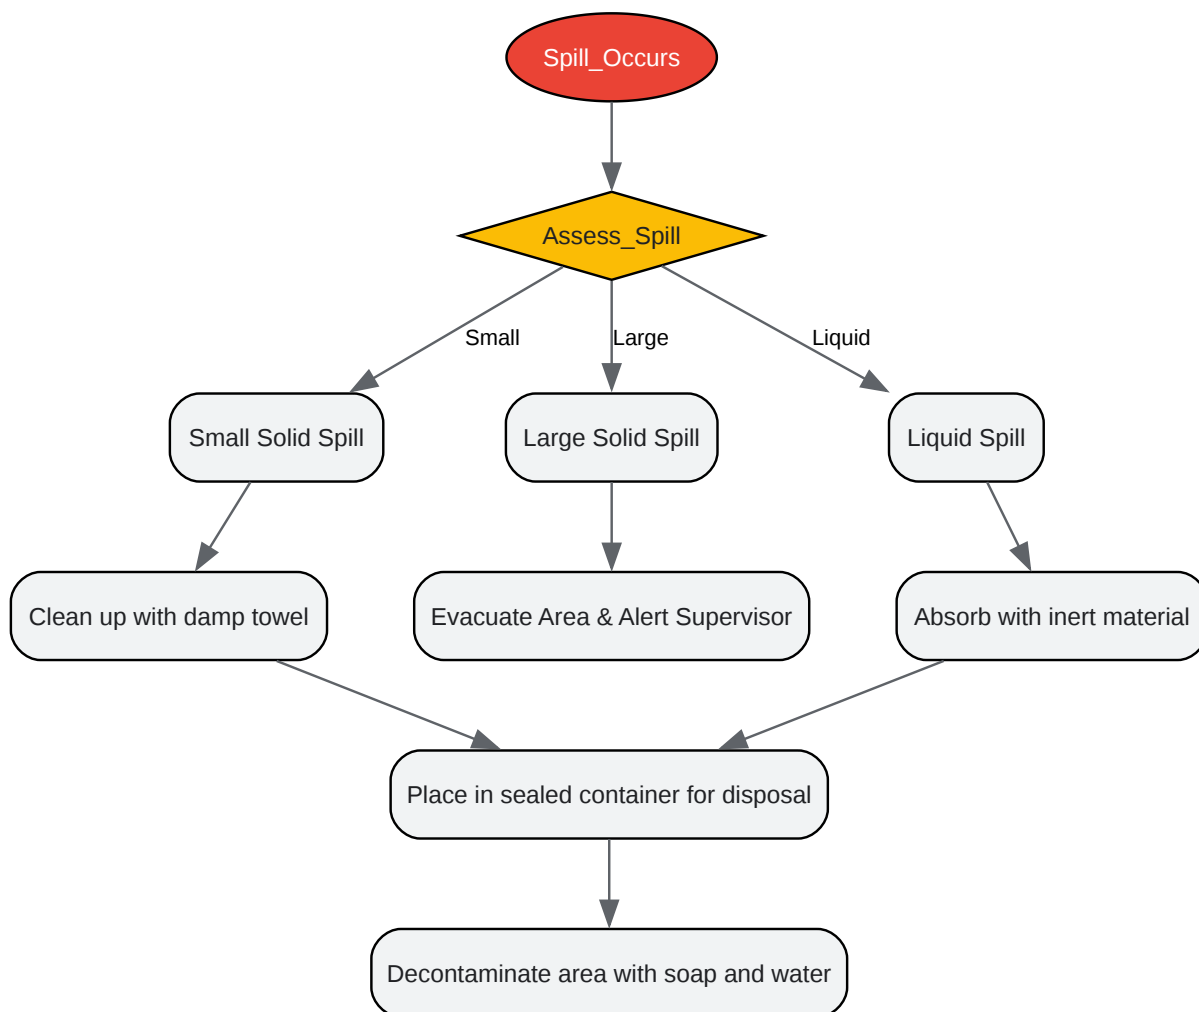 Spill_Occurs
Assess_Spill
Small
Large
Liquid
Small Solid Spill
Large Solid Spill
Liquid Spill
Clean up with damp towel
Evacuate Area & Alert Supervisor
Absorb with inert material
Place in sealed container for disposal
Decontaminate area with soap and water